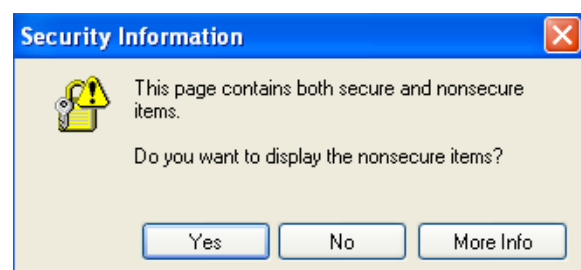 Security Information
This page contains both secure and nonsecure
items.
Do you want to display the nonsecure items?
Yes No More Info